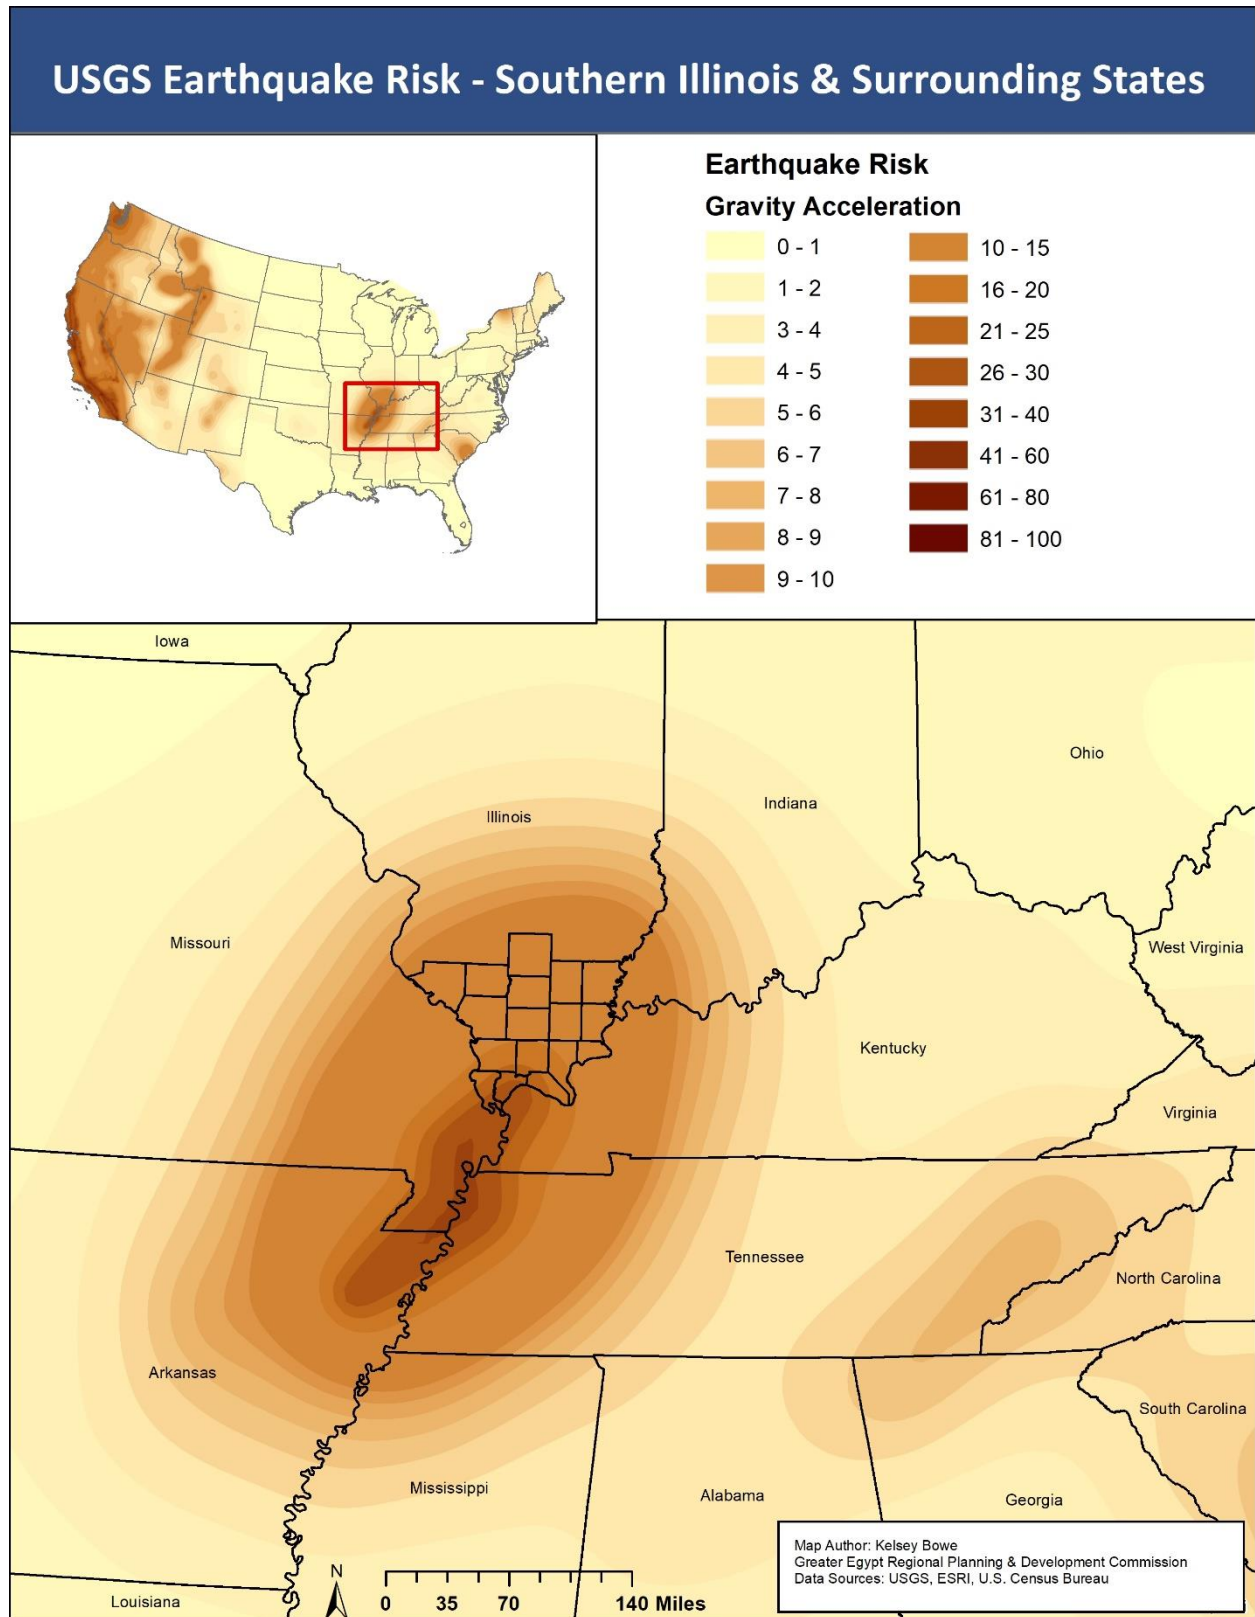 USGS Earthquake Risk - Southern Illinois & Surrounding States
Earthquake Risk
Gravity Acceleration
0 - 1
1 - 2
3 - 4
4 - 5
5 - 6
6 - 7
7 - 8
8 - 9
9 - 10
10 - 15
16 - 20
21 - 25
26 - 30
31 - 40
41 - 60
61 - 80
81 - 100
Iowa
Ohio
Indiana
Illinois
Missouri
West Virginia
Kentucky
Virginia
Tennessee
North Carolina
Arkansas
South Carolina
Mississippi
Alabama
Georgia
Louisiana
N
0 35 70 140 Miles
Map Author: Kelsey Bowe
Greater Egypt Regional Planning & Development Commission
Data Sources: USGS, ESRI, U.S. Census Bureau